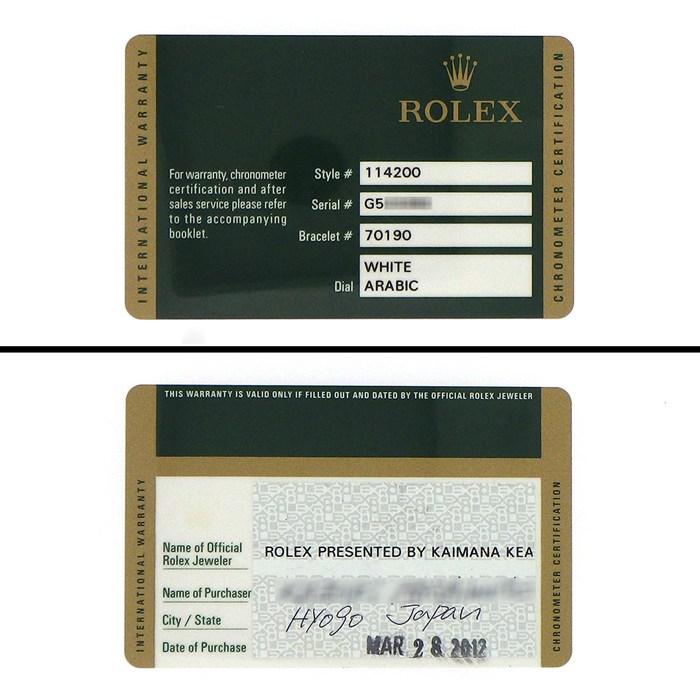 INTERNATIONAL WARRANTY
ROLEX
For warranty, chronometer
certification and after
sales service please refer
to the accompanying
booklet.
Style # 114200
Serial # G5
Bracelet # 70190
Dial WHITE
ARABIC
CHRONOMETER CERTIFICATION
THIS WARRANTY IS VALID ONLY IF FILLED OUT AND DATED BY THE OFFICIAL ROLEX JEWELER
INTERNATIONAL WARRANTY
Name of Official
Rolex Jeweler ROLEX PRESENTED BY KAIMANA KEA
Name of Purchaser
City / State Hyogo Japan
Date of Purchase MAR 28 2012
CHRONOMETER CERTIFICATION